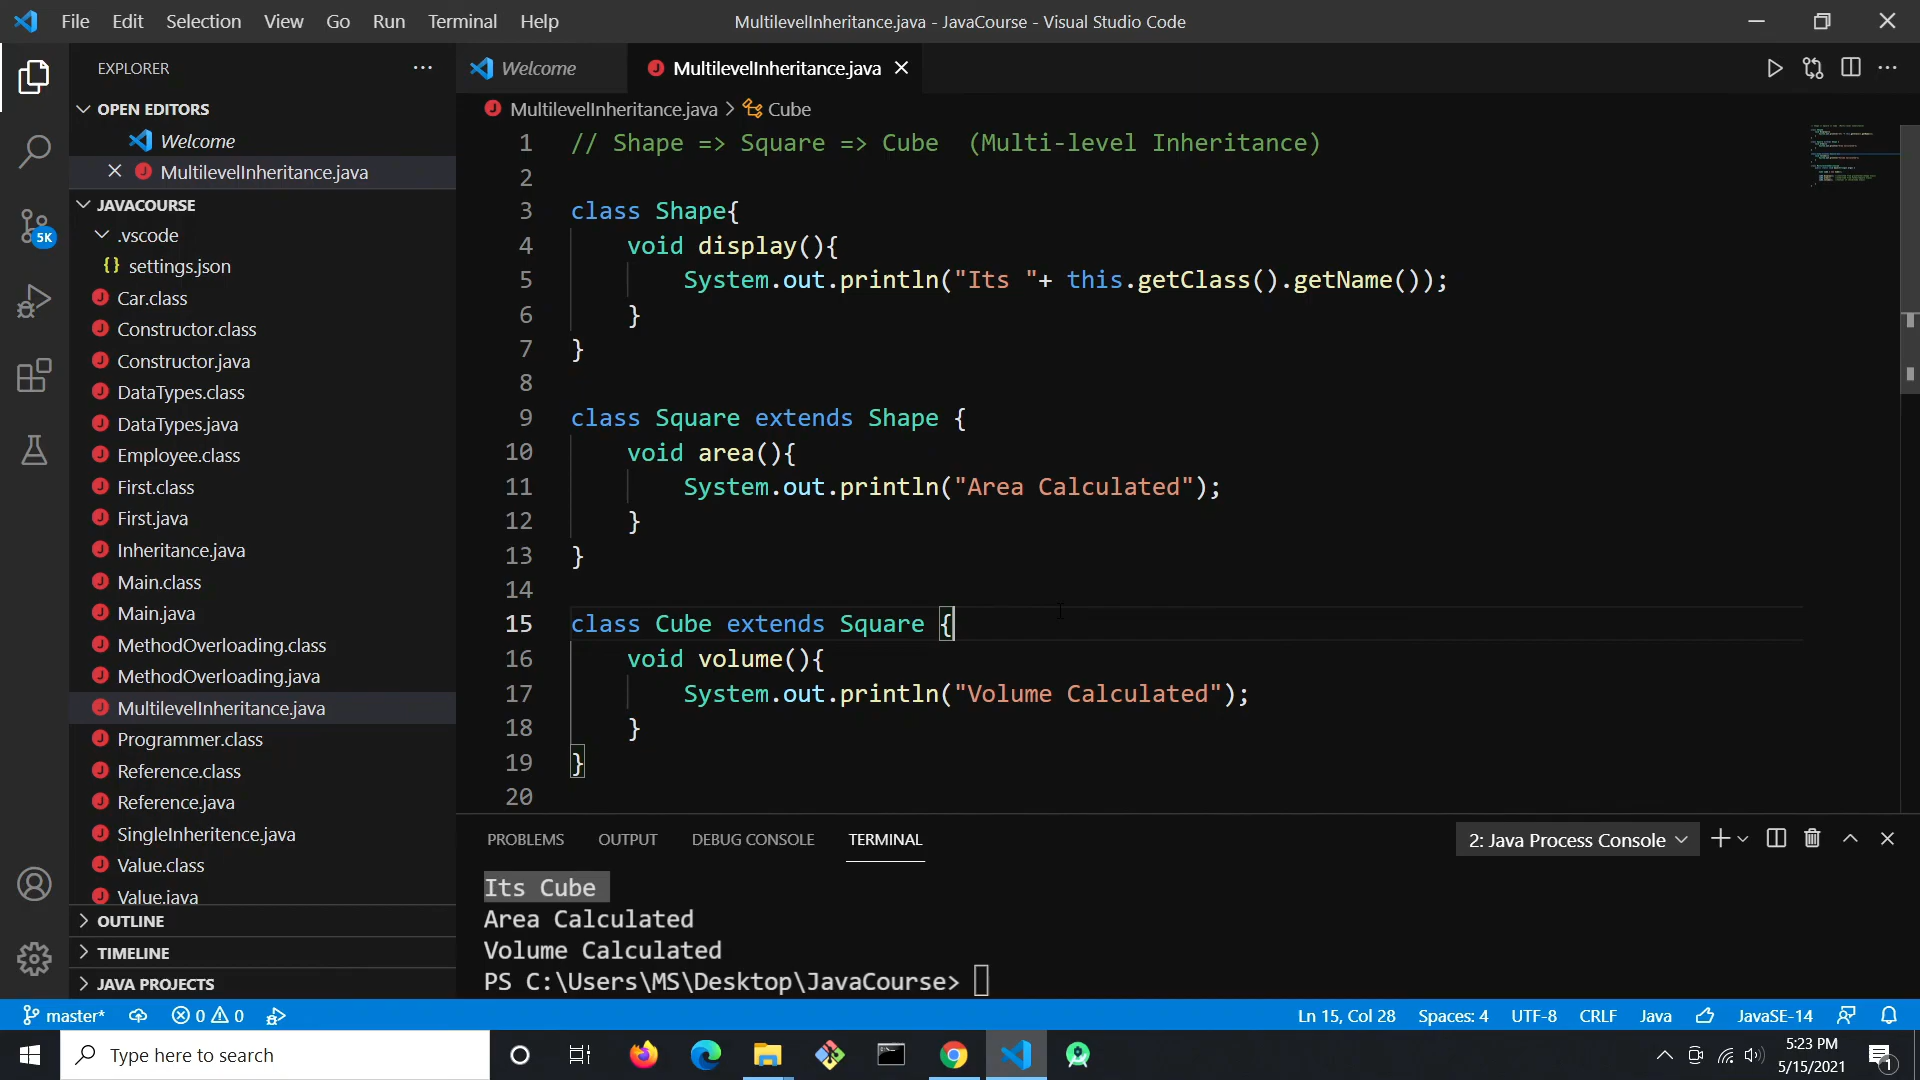 File Edit Selection View Go Run Terminal Help
MultilevelInheritance.java - JavaCourse - Visual Studio Code
EXPLORER
OPEN EDITORS
Welcome
MultilevelInheritance.java
JAVACOURSE
.vscode
{} settings.json
Car.class
Constructor.class
Constructor.java
DataTypes.class
DataTypes.java
Employee.class
First.class
First.java
Inheritance.java
Main.class
Main.java
MethodOverloading.class
MethodOverloading.java
MultilevelInheritance.java
Programmer.class
Reference.class
Reference.java
SingleInheritence.java
Value.class
Value.java
OUTLINE
TIMELINE
JAVA PROJECTS
5K
Welcome
MultilevelInheritance.java
MultilevelInheritance.java > Cube
1 // Shape => Square => Cube (Multi-level Inheritance)
2
3 class Shape{
4 void display(){
5 System.out.println("Its "+ this.getClass().getName());
6 }
7 }
8
9 class Square extends Shape {
10 void area(){
11 System.out.println("Area Calculated");
12 }
13 }
14
15 class Cube extends Square {
16 void volume(){
17 System.out.println("Volume Calculated");
18 }
19 }
20
PROBLEMS OUTPUT DEBUG CONSOLE TERMINAL
2: Java Process Console
Its Cube
Area Calculated
Volume Calculated
PS C:\Users\MS\Desktop\JavaCourse>
master* 0 0
Ln 15, Col 28 Spaces: 4 UTF-8 CRLF Java JavaSE-14
Type here to search
5:23 PM
5/15/2021
1